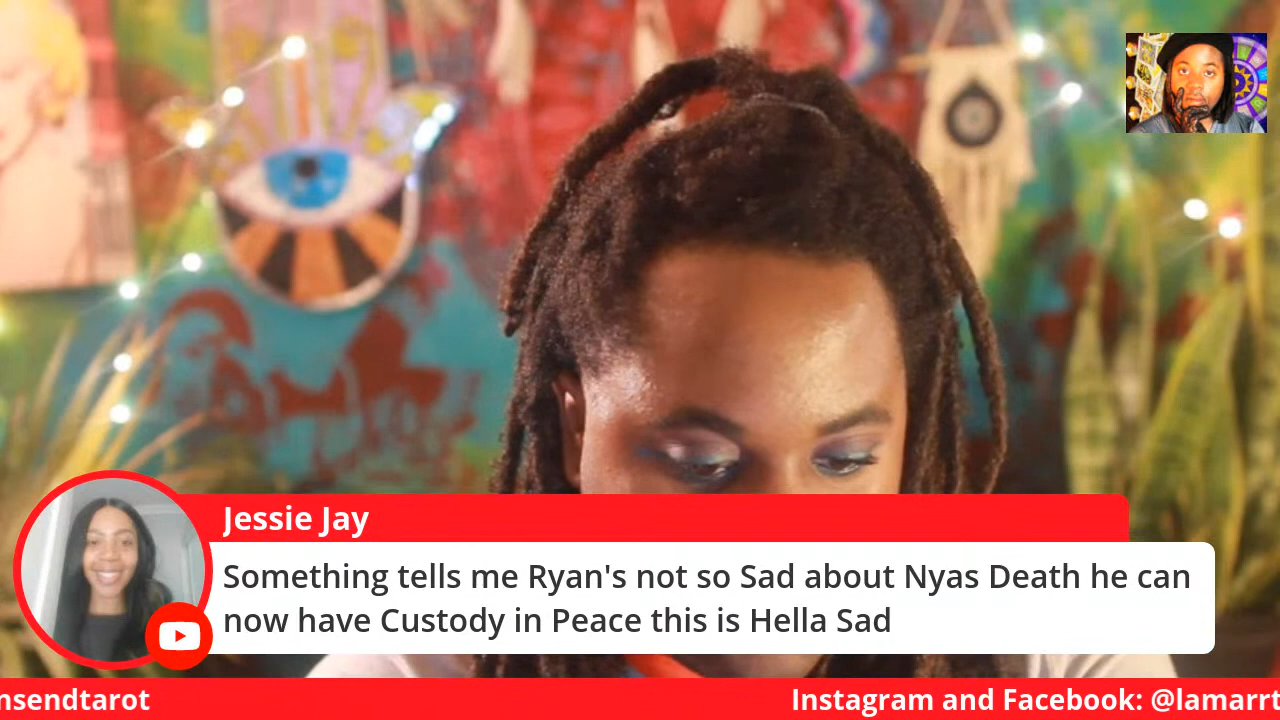 Jessie Jay
Something tells me Ryan's not so Sad about Nyas Death he can
now have Custody in Peace this is Hella Sad
nsendtarot
Instagram and Facebook: @lamarrt